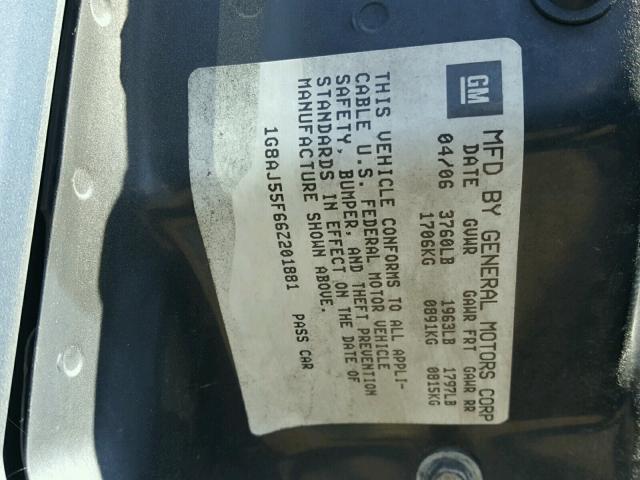 GM
MFD BY GENERAL MOTORS CORP
DATE GVWR GAWR FRT GAWR RR
04/06 3760LB 1963LB 1797LB
1706KG 0891KG 0815KG
THIS VEHICLE CONFORMS TO ALL APPLI-
CABLE U.S. FEDERAL MOTOR VEHICLE
SAFETY, BUMPER, AND THEFT PREVENTION
STANDARDS IN EFFECT ON THE DATE OF
MANUFACTURE SHOWN ABOVE.
1G8AJ55F66Z201881 PASS CAR